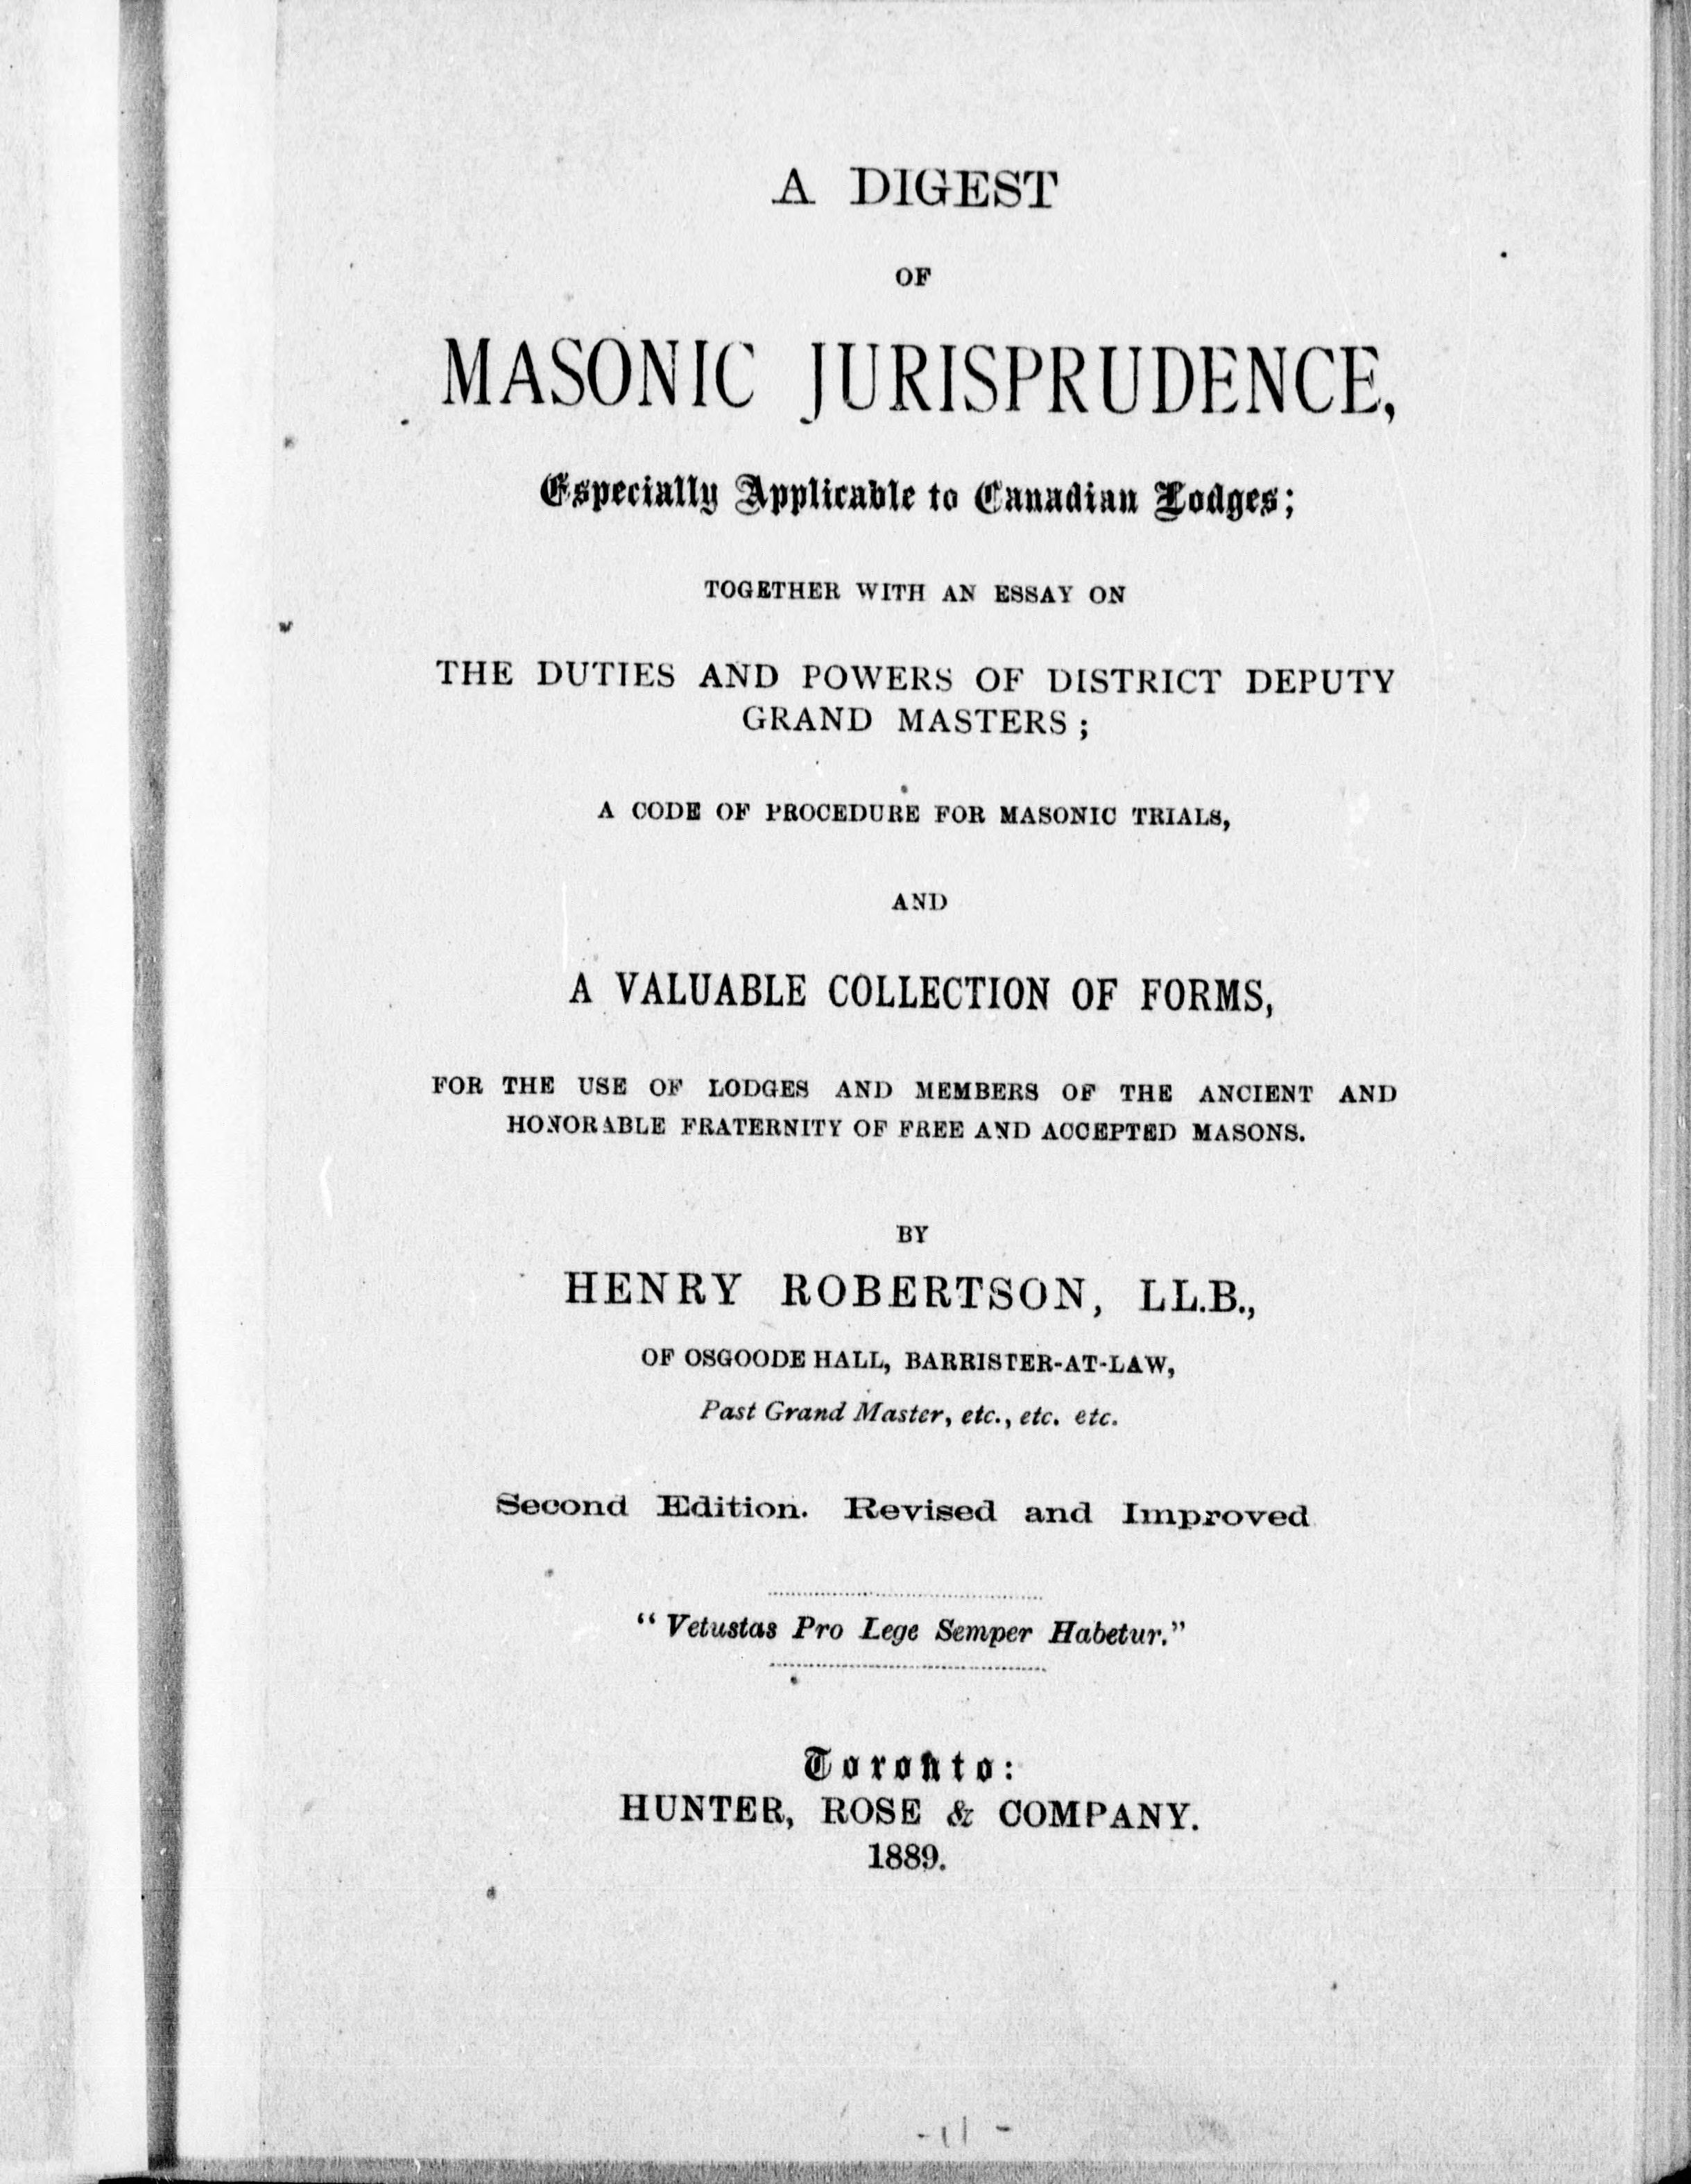 A DIGEST
OF
MASONIC JURISPRUDENCE,
Especially Applicable to Canadian Lodges;
TOGETHER WITH AN ESSAY ON
THE DUTIES AND POWERS OF DISTRICT DEPUTY
GRAND MASTERS;
A CODE OF PROCEDURE FOR MASONIC TRIALS,
AND
A VALUABLE COLLECTION OF FORMS,
FOR THE USE OF LODGES AND MEMBERS OF THE ANCIENT AND
HONORABLE FRATERNITY OF FREE AND ACCEPTED MASONS.
BY
HENRY ROBERTSON, LL.B.,
OF OSGOODE HALL, BARRISTER-AT-LAW,
Past Grand Master, etc., etc. etc.
Second Edition. Revised and Improved
"Vetustas Pro Lege Semper Habetur."
Toronto:
HUNTER, ROSE & COMPANY.
1889.